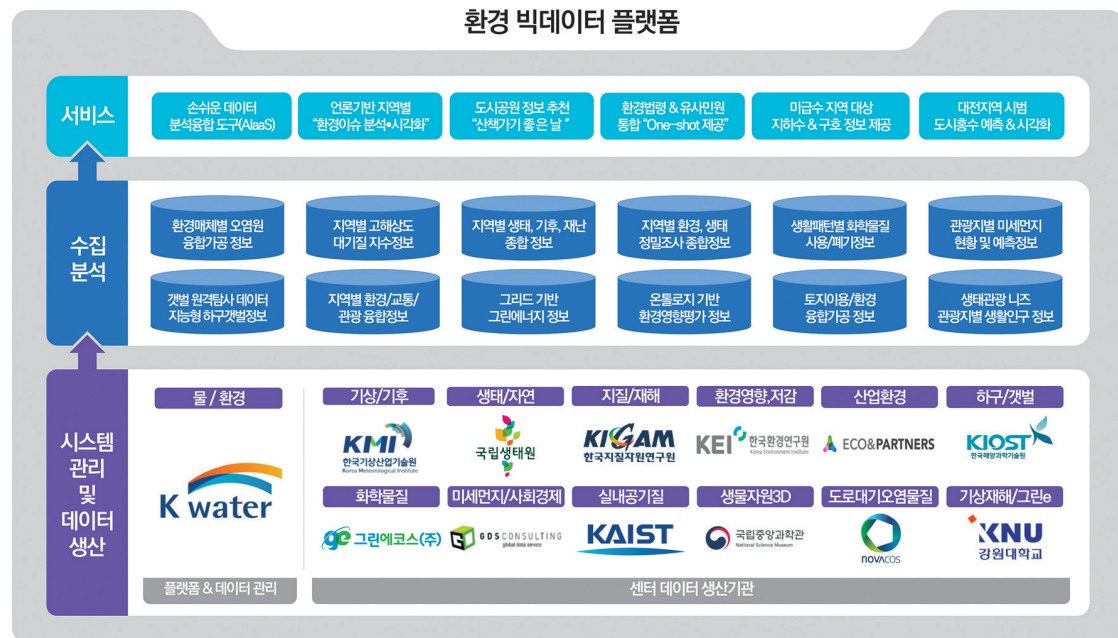 환경 빅데이터 플랫폼
서비스
손쉬운 데이터
분석융합 도구(AIaaS)
언론기반 지역별
“환경이슈 분석•시각화”
도시공원 정보 추천
“산책가기 좋은 날 ”
환경법령 & 유사민원
통합 “One-shot 제공”
미급수 지역 대상
지하수 & 구호 정보 제공
대전지역 시범
도시홍수 예측 & 시각화
수집
분석
환경매체별 오염원
융합가공 정보
지역별 고해상도
대기질 지수정보
지역별 생태, 기후, 재난
종합 정보
지역별 환경, 생태
정밀조사 종합정보
생활패턴별 화학물질
사용/폐기정보
관광지별 미세먼지
현황 및 예측정보
갯벌 원격탐사 데이터
지능형 하구갯벌정보
지역별 환경/교통/
관광 융합정보
그리드 기반
그린에너지 정보
온톨로지 기반
환경영향평가 정보
토지이용/환경
융합가공 정보
생태관광 니즈
관광지별 생활인구 정보
시스템
관리
및
데이터
생산
물 / 환경
K water
플랫폼 & 데이터 관리
기상/기후
KMI
한국기상산업기술원
Korea Meteorological Institute
생태/자연
국립생태원
지질/재해
KIGAM
한국지질자원연구원
환경영향,저감
KEI 한국환경연구원
Korea Environment Institute
산업환경
ECO&PARTNERS
하구/갯벌
KIOST
한국해양과학기술원
화학물질
ge 그린에코스(주)
미세먼지/사회경제
GDS CONSULTING
global data service
실내공기질
KAIST
생물자원3D
국립중앙과학관
National Science Museum
도로대기오염물질
NOVACOS
기상재해/그린e
KNU
강원대학교
센터 데이터 생산기관